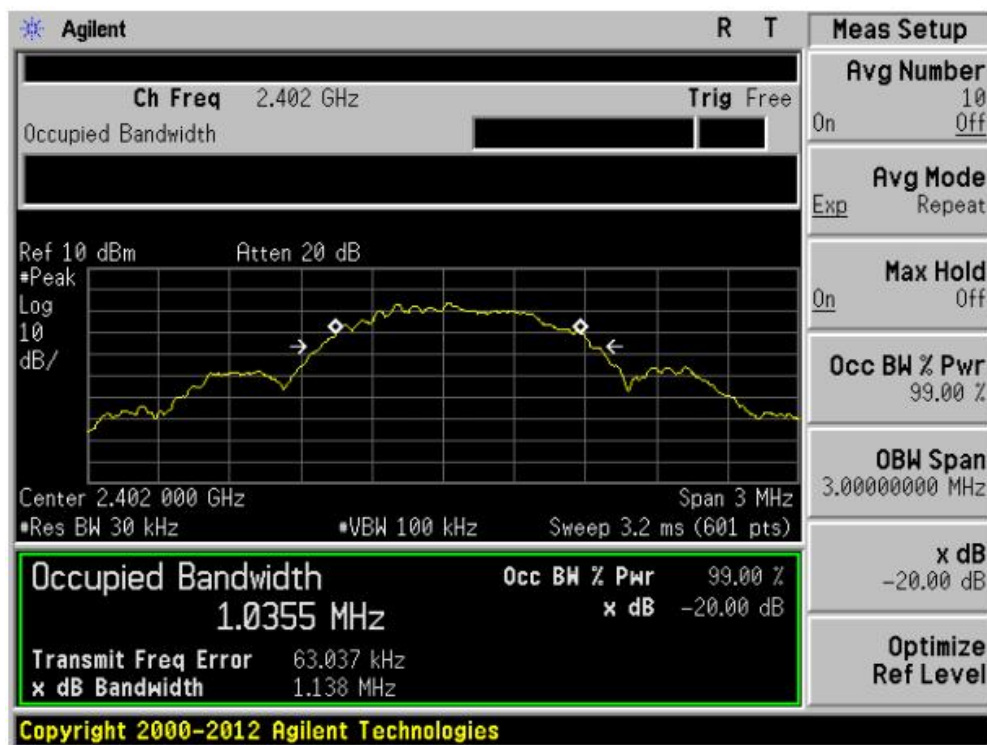 Agilent R T Meas Setup
Ch Freq 2.402 GHz Trig Free
Occupied Bandwidth
Avg Number
10
On Off
Avg Mode
Exp Repeat
Max Hold
On Off
Occ BW % Pwr
99.00 %
OBW Span
3.00000000 MHz
x dB
-20.00 dB
Optimize
Ref Level
Ref 10 dBm Atten 20 dB
#Peak
Log
10
dB/
Center 2.402 000 GHz Span 3 MHz
#Res BW 30 kHz #VBW 100 kHz Sweep 3.2 ms (601 pts)
Occupied Bandwidth Occ BW % Pwr 99.00 %
1.0355 MHz x dB -20.00 dB
Transmit Freq Error 63.037 kHz
x dB Bandwidth 1.138 MHz
Copyright 2000-2012 Agilent Technologies